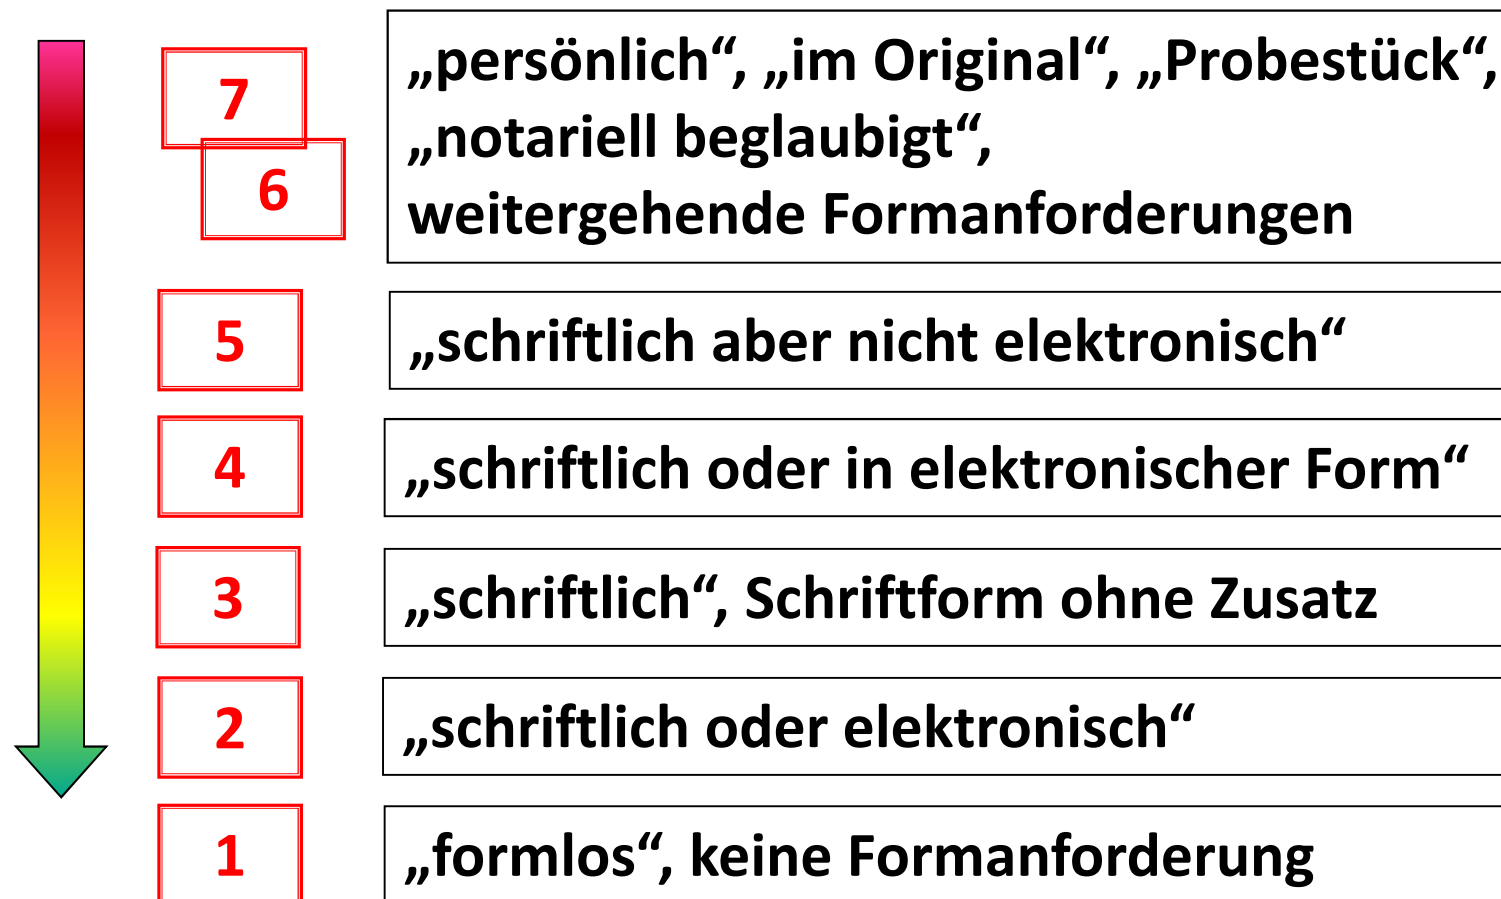 7
„persönlich“, „im Original“, „Probestück“,
„notariell beglaubigt“,
6
weitergehende Formanforderungen
5
„schriftlich aber nicht elektronisch“
4
„schriftlich oder in elektronischer Form“
3
„schriftlich“, Schriftform ohne Zusatz
2
„schriftlich oder elektronisch“
1
„formlos“, keine Formanforderung